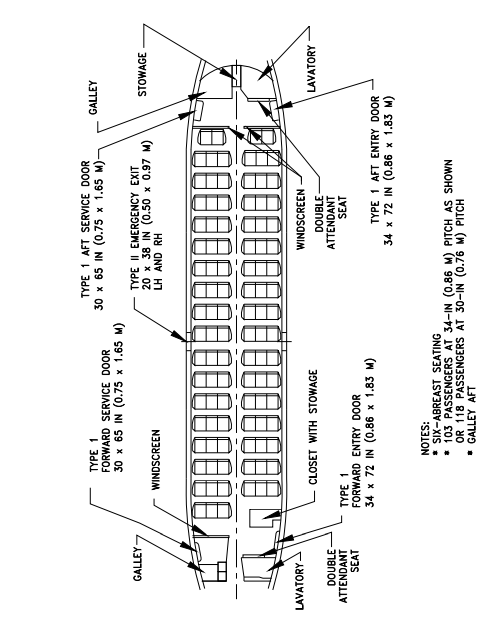 GALLEY
STOWAGE
LAVATORY
TYPE 1 AFT SERVICE DOOR
30 x 65 IN (0.75 x 1.65 M)
TYPE II EMERGENCY EXIT
20 x 38 IN (0.50 x 0.97 M)
LH AND RH
WINDSCREEN
DOUBLE
ATTENDANT
SEAT
TYPE 1 AFT ENTRY DOOR
34 x 72 IN (0.86 x 1.83 M)
TYPE 1
FORWARD SERVICE DOOR
30 x 65 IN (0.75 x 1.65 M)
WINDSCREEN
CLOSET WITH STOWAGE
TYPE 1
FORWARD ENTRY DOOR
34 x 72 IN (0.86 x 1.83 M)
GALLEY
LAVATORY
DOUBLE
ATTENDANT
SEAT
NOTES:
* SIX-ABREAST SEATING
* 103 PASSENGERS AT 34-IN (0.86 M) PITCH AS SHOWN
OR 118 PASSENGERS AT 30-IN (0.76 M) PITCH
* GALLEY AFT